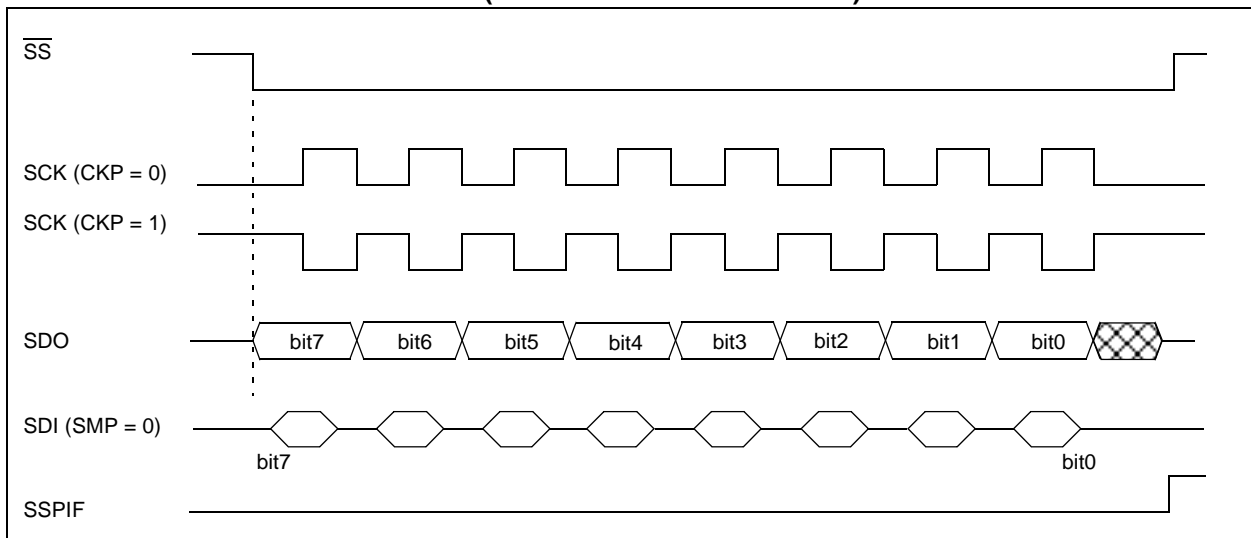 SS
SCK (CKP = 0)
SCK (CKP = 1)
SDO bit7 bit6 bit5 bit4 bit3 bit2 bit1 bit0
SDI (SMP = 0)
bit7 bit0
SSPIF